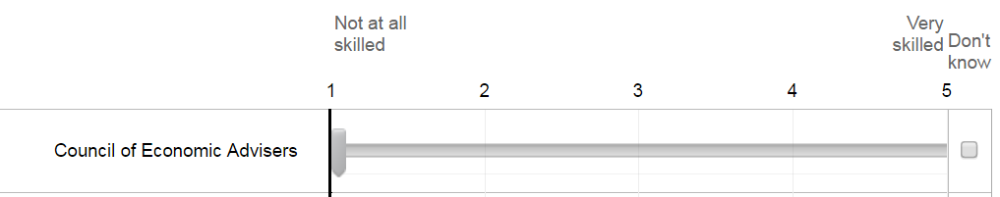 Not at all
skilled
Very
skilled
Don't
know
1 2 3 4 5
Council of Economic Advisers